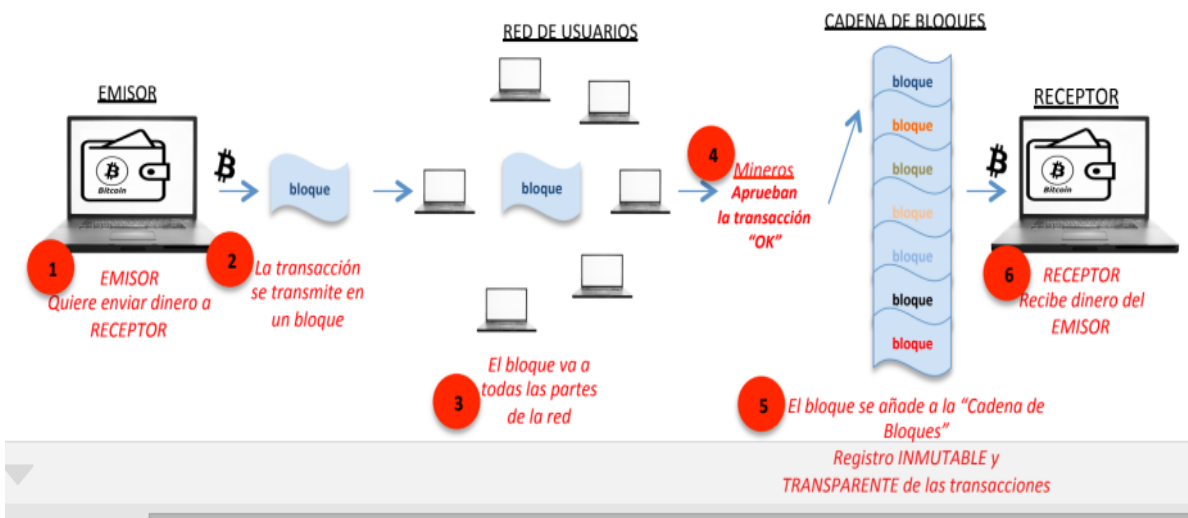 EMISOR
Bitcoin
1
EMISOR
Quiere enviar dinero a
RECEPTOR
bloque
2
La transacción
se transmite en
un bloque
RED DE USUARIOS
bloque
3
El bloque va a
todas las partes
de la red
4
Mineros
Aprueban
la transacción
“OK”
CADENA DE BLOQUES
bloque
bloque
bloque
bloque
bloque
bloque
bloque
5
El bloque se añade a la “Cadena de
Bloques”
Registro INMUTABLE y
TRANSPARENTE de las transacciones
RECEPTOR
Bitcoin
6
RECEPTOR
Recibe dinero del
EMISOR